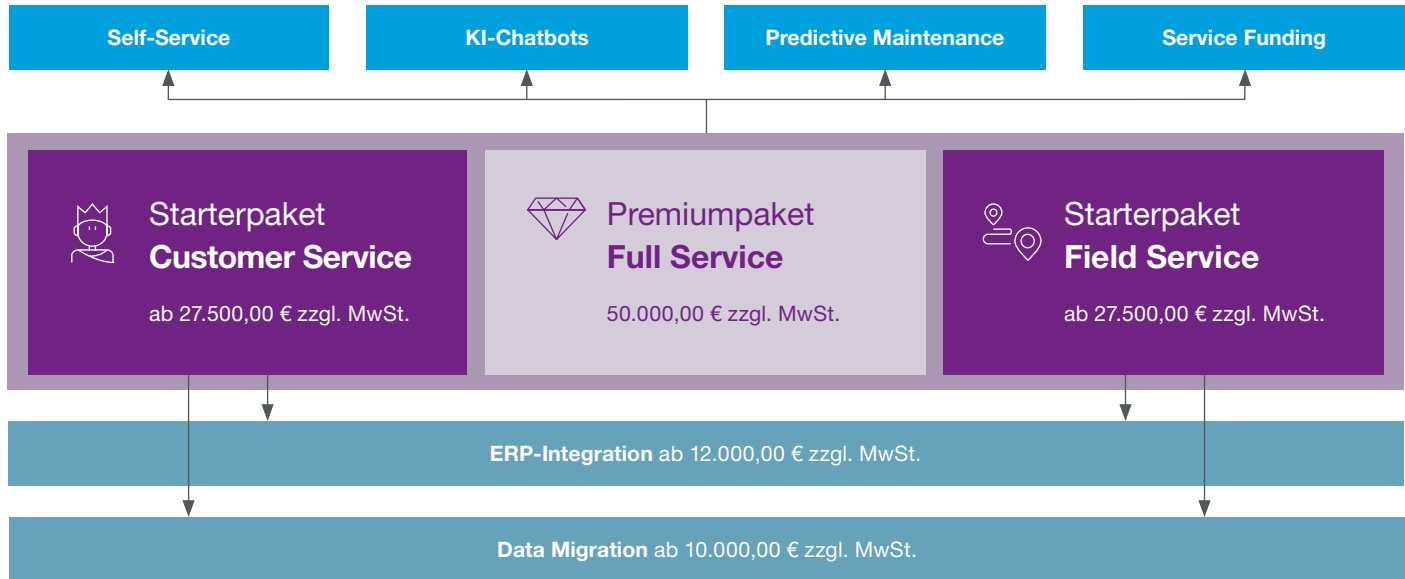 Self-Service
KI-Chatbots
Predictive Maintenance
Service Funding
Starterpaket
Customer Service
ab 27.500,00 € zzgl. MwSt.
Premiumpaket
Full Service
50.000,00 € zzgl. MwSt.
Starterpaket
Field Service
ab 27.500,00 € zzgl. MwSt.
ERP-Integration ab 12.000,00 € zzgl. MwSt.
Data Migration ab 10.000,00 € zzgl. MwSt.